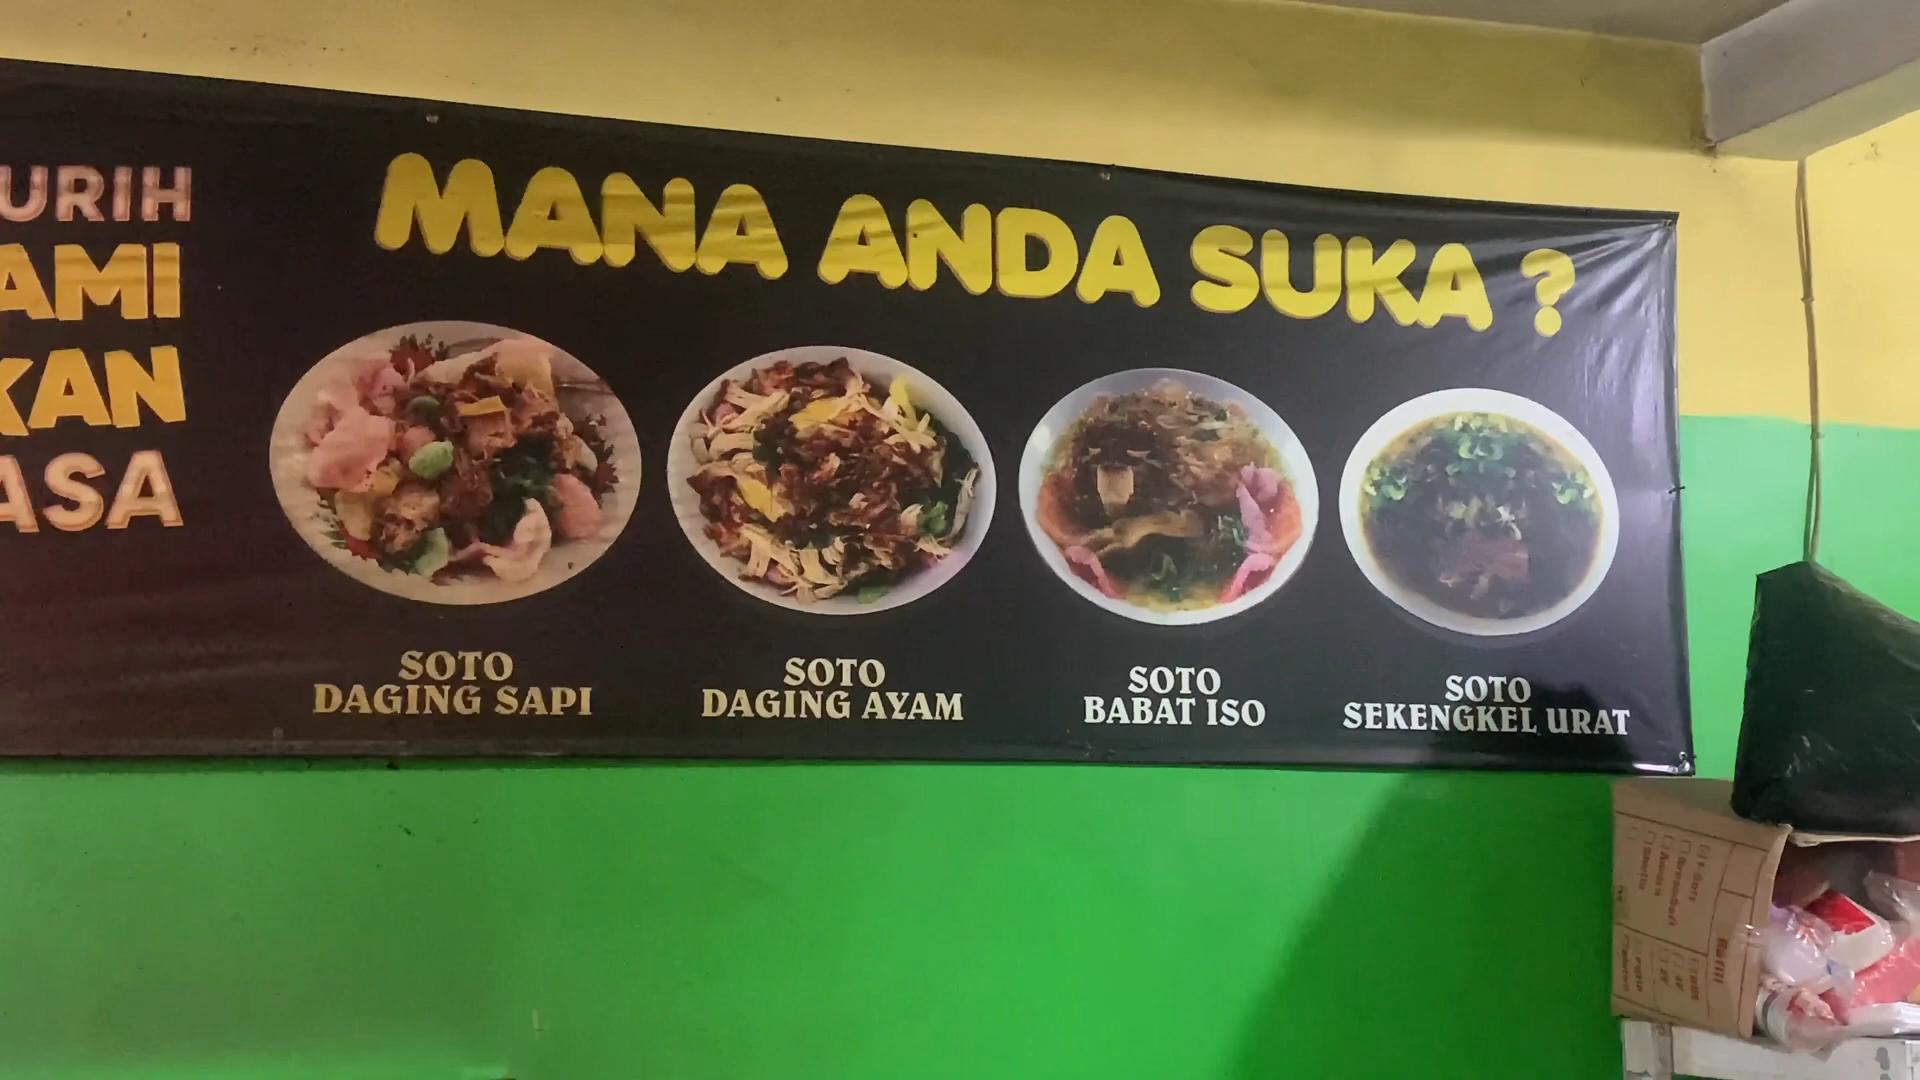 URIH
AMI
KAN
ASA
MANA ANDA SUKA ?
SOTO
DAGING SAPI
SOTO
DAGING AYAM
SOTO
BABAT ISO
SOTO
SEKENGKEL URAT
Refill